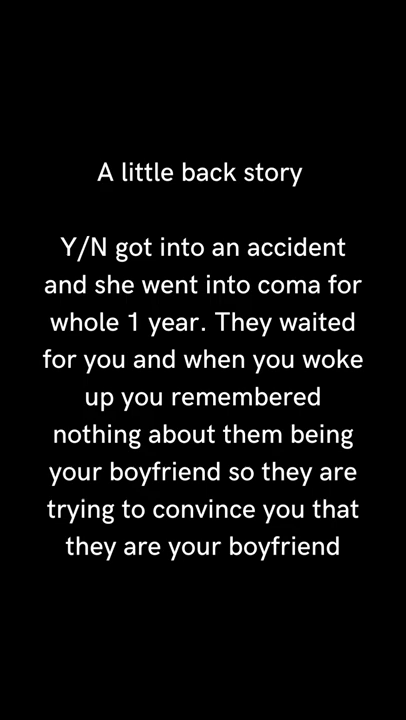 A little back story
Y/N got into an accident
and she went into coma for
whole 1 year. They waited
for you and when you woke
up you remembered
nothing about them being
your boyfriend so they are
trying to convince you that
they are your boyfriend